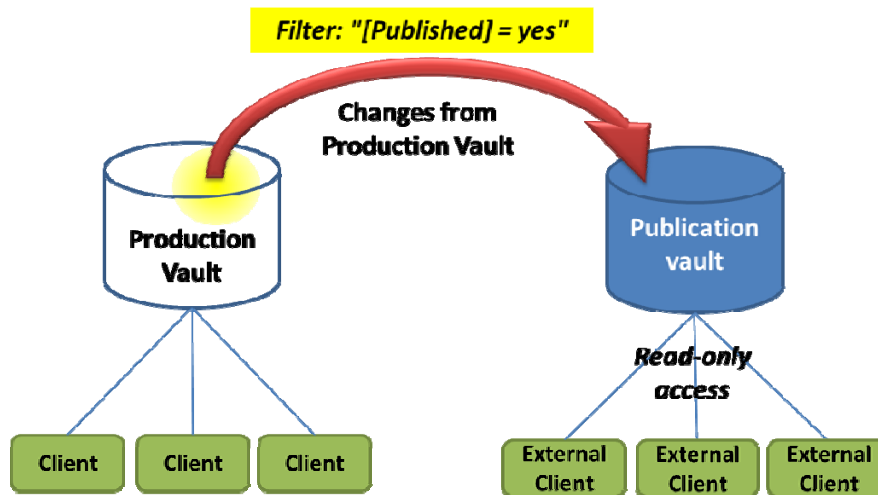 Filter: "[Published] = yes"
Changes from
Production Vault
Production
Vault
Publication
vault
Read-only
access
Client
Client
Client
External
Client
External
Client
External
Client